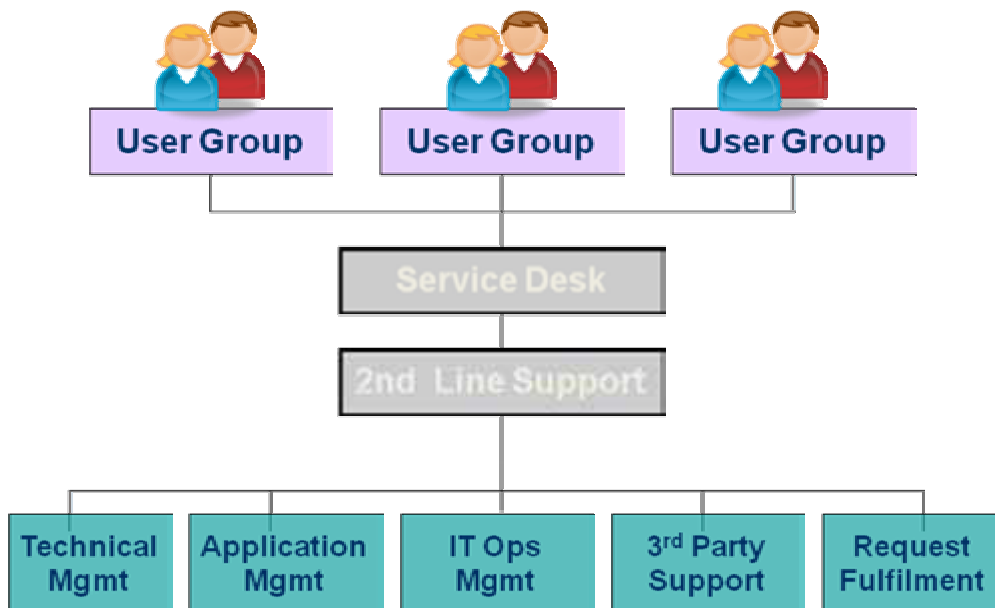 User Group
User Group
User Group
Service Desk
2nd Line Support
Technical
Mgmt
Application
Mgmt
IT Ops
Mgmt
3rd Party
Support
Request
Fulfilment